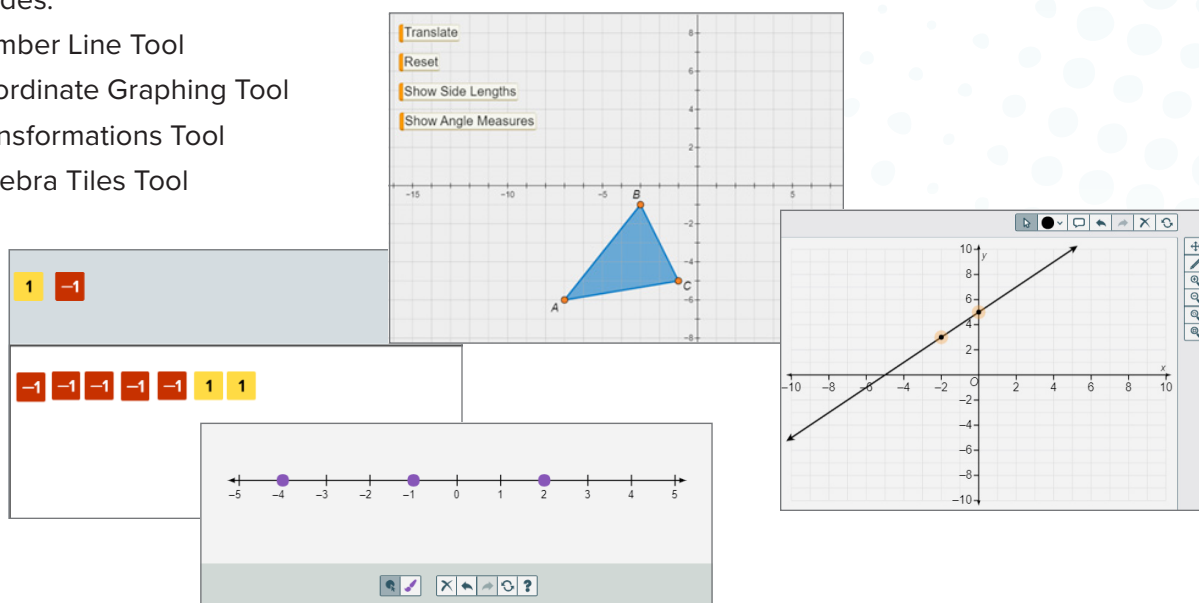 des:
mber Line Tool
ordinate Graphing Tool
nsformations Tool
ebra Tiles Tool
Translate
Reset
Show Side Lengths
Show Angle Measures
8
6
4
2
-15 -10 -5 5
-2
-4
-6
-8
B
C
A
1 −1
−1 −1 −1 −1 −1 1 1
−5 −4 −3 −2 −1 0 1 2 3 4 5
?
10 y
8
6
4
2
x
−10 −8 −6 −4 −2 O 2 4 6 8 10
−2
−4
−6
−8
−10